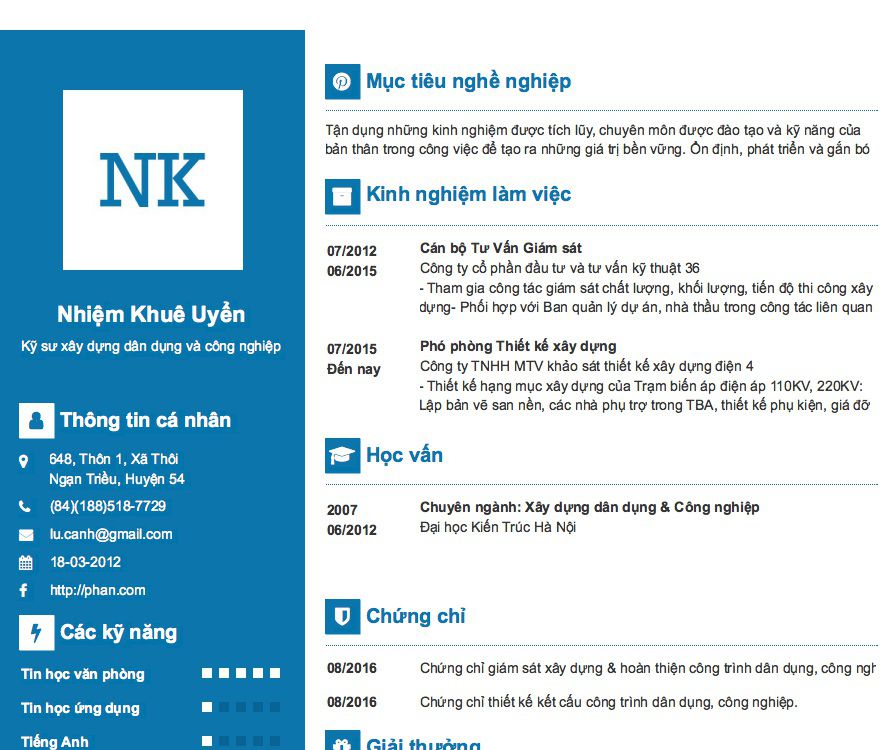 NK
Nhiệm Khuê Uyển
Kỹ sư xây dựng dân dụng và công nghiệp
Thông tin cá nhân
648, Thôn 1, Xã Thôi
Ngạn Triều, Huyện 54
(84)(188)518-7729
lu.canh@gmail.com
18-03-2012
http://phan.com
Các kỹ năng
Tin học văn phòng
Tin học ứng dụng
Tiếng Anh
Mục tiêu nghề nghiệp
Tận dụng những kinh nghiệm được tích lũy, chuyên môn được đào tạo và kỹ năng của
bản thân trong công việc để tạo ra những giá trị bền vững. Ổn định, phát triển và gắn bó
Kinh nghiệm làm việc
07/2012 Cán bộ Tư Vấn Giám sát
06/2015 Công ty cổ phần đầu tư và tư vấn kỹ thuật 36
- Tham gia công tác giám sát chất lượng, khối lượng, tiến độ thi công xây
dựng- Phối hợp với Ban quản lý dự án, nhà thầu trong công tác liên quan
07/2015 Phó phòng Thiết kế xây dựng
Đến nay Công ty TNHH MTV khảo sát thiết kế xây dựng điện 4
- Thiết kế hạng mục xây dựng của Trạm biến áp điện áp 110KV, 220KV:
Lập bản vẽ san nền, các nhà phụ trợ trong TBA, thiết kế phụ kiện, giá đỡ
Học vấn
2007 Chuyên ngành: Xây dựng dân dụng & Công nghiệp
06/2012 Đại học Kiến Trúc Hà Nội
Chứng chỉ
08/2016 Chứng chỉ giám sát xây dựng & hoàn thiện công trình dân dụng, công
08/2016 Chứng chỉ thiết kế kết cấu công trình dân dụng, công nghiệp.
Giải thưởng